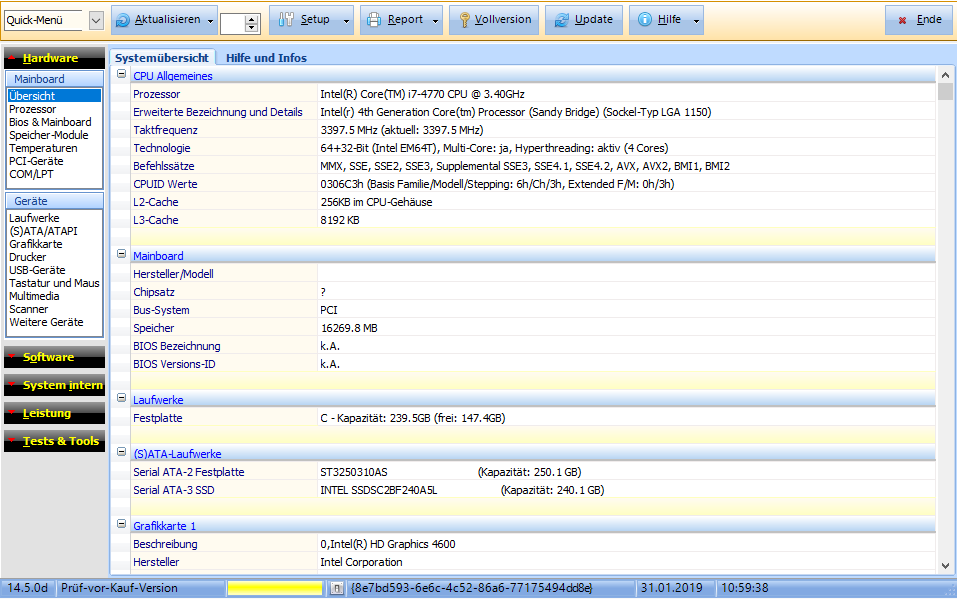 Quick-Menü Aktualisieren Setup Report Vollversion Update Hilfe Ende
Hardware
Mainboard
Übersicht
Prozessor
Bios & Mainboard
Speicher-Module
Temperaturen
PCI-Geräte
COM/LPT
Geräte
Laufwerke
(S)ATA/ATAPI
Grafikkarte
Drucker
USB-Geräte
Tastatur und Maus
Multimedia
Scanner
Weitere Geräte
Software
System intern
Leistung
Tests & Tools
Systemübersicht Hilfe und Infos
CPU Allgemeines
Prozessor Intel(R) Core(TM) i7-4770 CPU @ 3.40GHz
Erweiterte Bezeichnung und Details Intel(r) 4th Generation Core(tm) Processor (Sandy Bridge) (Sockel-Typ LGA 1150)
Taktfrequenz 3397.5 MHz (aktuell: 3397.5 MHz)
Technologie 64+32-Bit (Intel EM64T), Multi-Core: ja, Hyperthreading: aktiv (4 Cores)
Befehlssätze MMX, SSE, SSE2, SSE3, Supplemental SSE3, SSE4.1, SSE4.2, AVX, AVX2, BMI1, BMI2
CPUID Werte 0306C3h (Basis Familie/Modell/Stepping: 6h/Ch/3h, Extended F/M: 0h/3h)
L2-Cache 256KB im CPU-Gehäuse
L3-Cache 8192 KB
Mainboard
Hersteller/Modell
Chipsatz ?
Bus-System PCI
Speicher 16269.8 MB
BIOS Bezeichnung k.A.
BIOS Versions-ID k.A.
Laufwerke
Festplatte C - Kapazität: 239.5GB (frei: 147.4GB)
(S)ATA-Laufwerke
Serial ATA-2 Festplatte ST3250310AS (Kapazität: 250.1 GB)
Serial ATA-3 SSD INTEL SSDSC2BF240A5L (Kapazität: 240.1 GB)
Grafikkarte 1
Beschreibung 0,Intel(R) HD Graphics 4600
Hersteller Intel Corporation
14.5.0d Prüf-vor-Kauf-Version {8e7bd593-6e6c-4c52-86a6-77175494dd8e} 31.01.2019 10:59:38